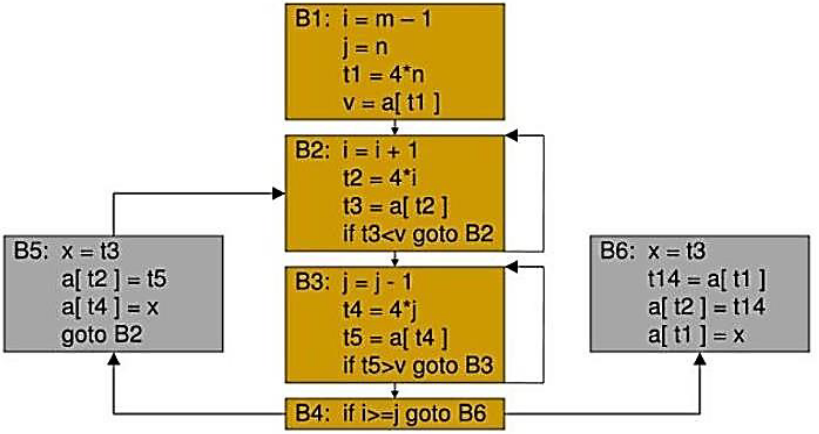 B1: i = m – 1
j = n
t1 = 4*n
v = a[ t1 ]
B2: i = i + 1
t2 = 4*i
t3 = a[ t2 ]
if t3<v goto B2
B5: x = t3
a[ t2 ] = t5
a[ t4 ] = x
goto B2
B3: j = j - 1
t4 = 4*j
t5 = a[ t4 ]
if t5>v goto B3
B6: x = t3
t14 = a[ t1 ]
a[ t2 ] = t14
a[ t1 ] = x
B4: if i>=j goto B6